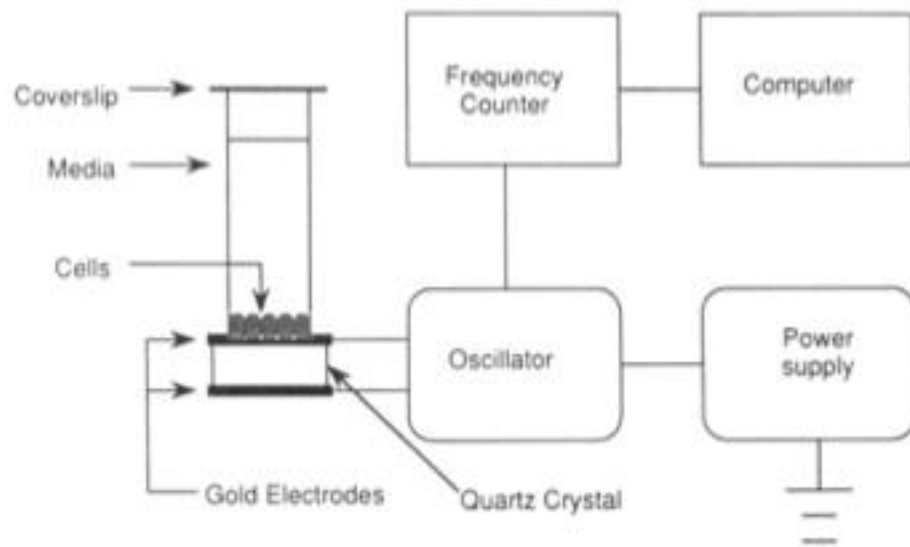 Coverslip
Media
Cells
Gold Electrodes
Quartz Crystal
Frequency
Counter
Computer
Oscillator
Power
supply